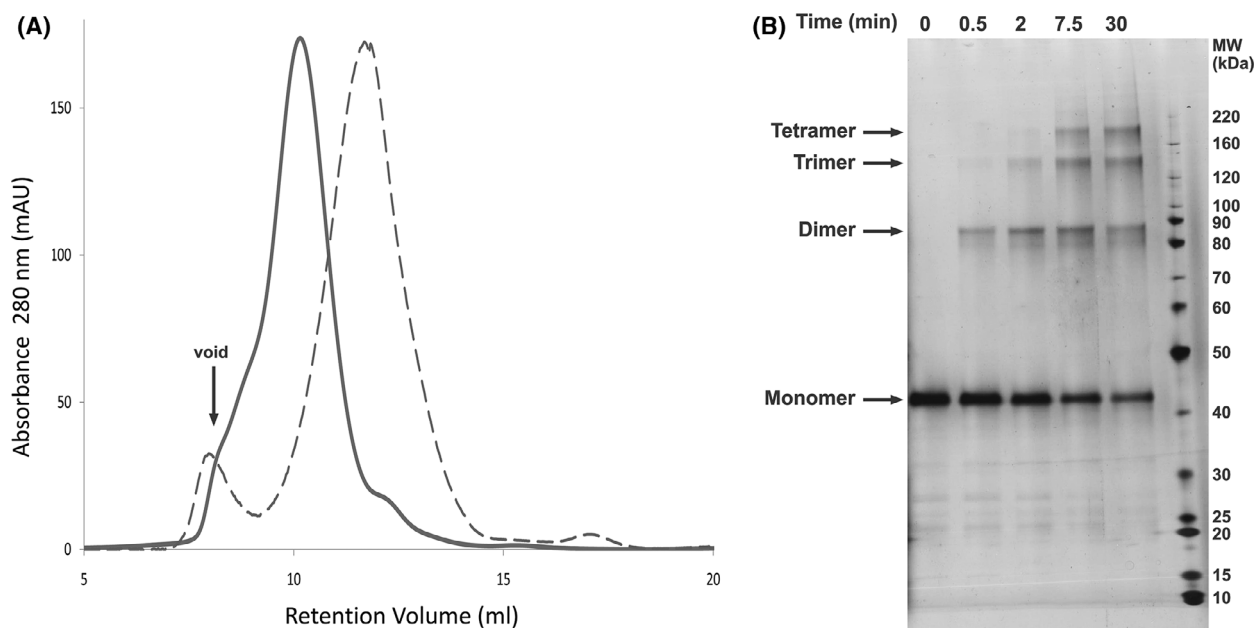 (A)
Absorbance 280 nm (mAU)
150
100
50
0
void
5
10
15
20
Retention Volume (ml)
(B)
Time (min) 0 0.5 2 7.5 30
MW
(kDa)
Tetramer
Trimer
Dimer
Monomer
220
160
120
100
90
80
70
60
50
40
30
25
20
15
10